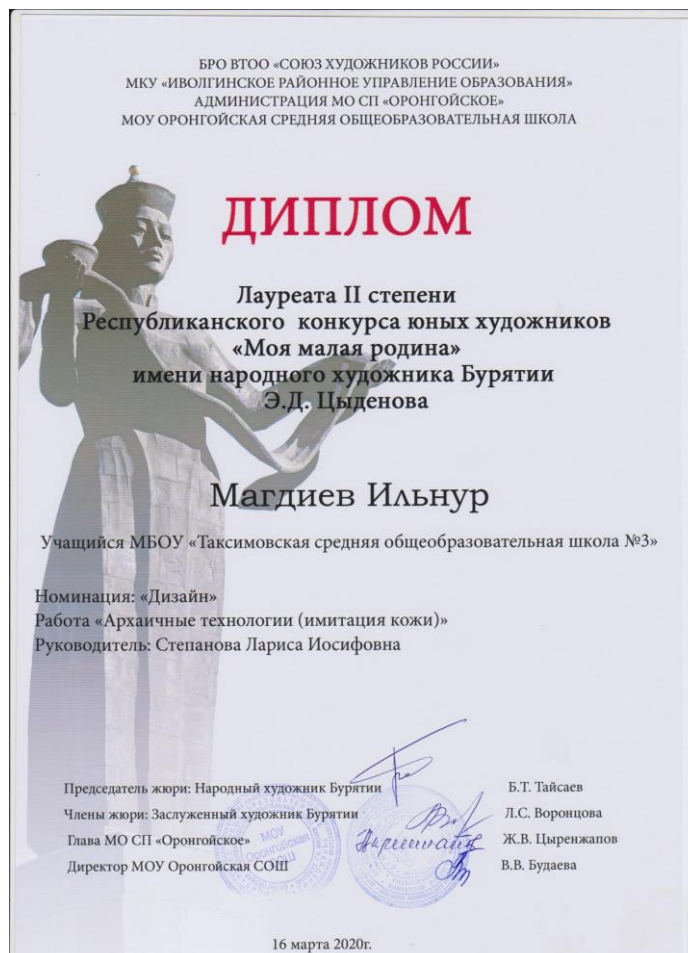 БРО ВТОО «СОЮЗ ХУДОЖНИКОВ РОССИИ»
МКУ «ИВОЛГИНСКОЕ РАЙОННОЕ УПРАВЛЕНИЕ ОБРАЗОВАНИЯ»
АДМИНИСТРАЦИЯ МО СП «ОРОНГОЙСКОЕ»
МОУ ОРОНГОЙСКАЯ СРЕДНЯЯ ОБЩЕОБРАЗОВАТЕЛЬНАЯ ШКОЛА
ДИПЛОМ
Лауреата II степени
Республиканского конкурса юных художников
«Моя малая родина»
имени народного художника Бурятии
Э.Д. Цыденова
Магдиев Ильнур
Учащийся МБОУ «Таксимовская средняя общеобразовательная школа №3»
Номинация: «Дизайн»
Работа «Архаичные технологии (имитация кожи)»
Руководитель: Степанова Лариса Иосифовна
Председатель жюри: Народный художник Бурятии Б.Т. Тайсаев
Члены жюри: Заслуженный художник Бурятии Л.С. Воронцова
Глава МО СП «Оронгойское» Ж.В. Цыренжапов
Директор МОУ Оронгойская СОШ В.В. Будаева
МОУ
Оронгойская
СОШ
16 марта 2020г.